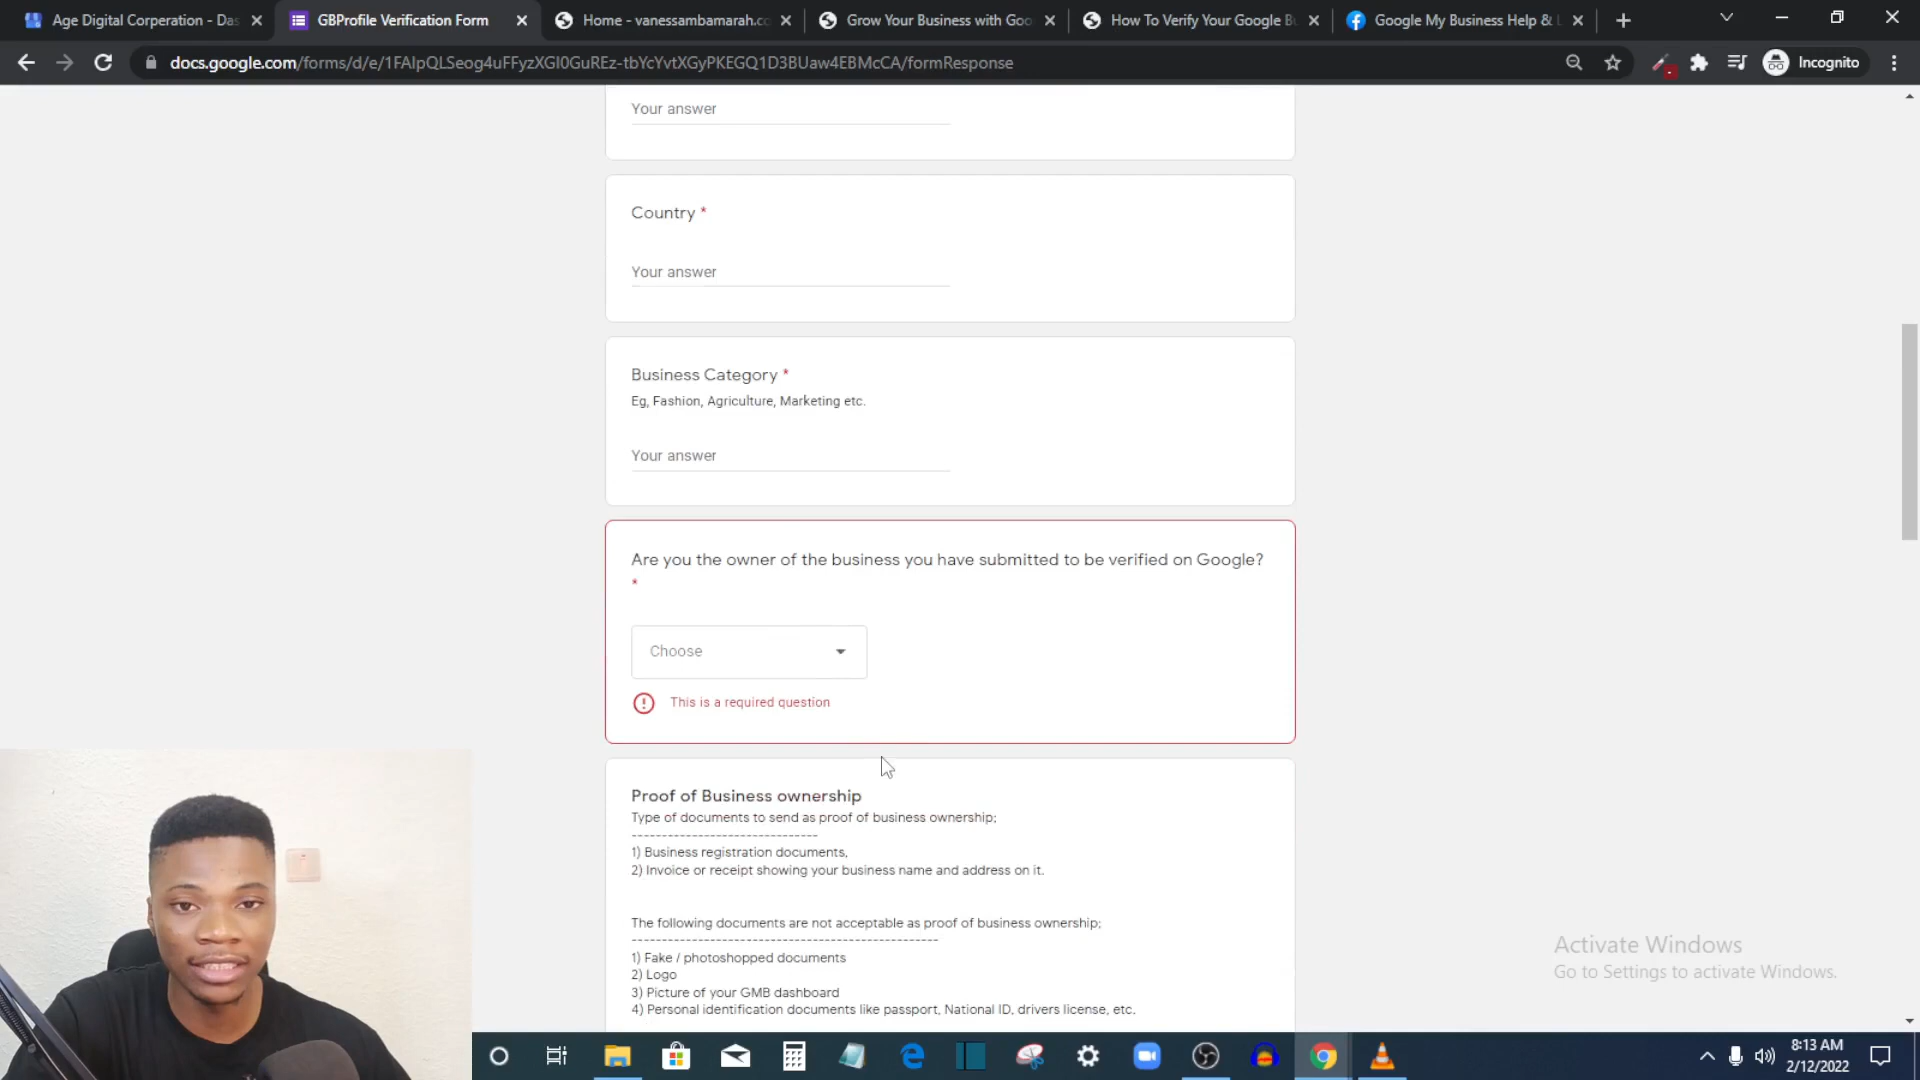 Age Digital Corperation - Das
GBProfile Verification Form
Home - vanessambamarah.co
Grow Your Business with Goo
How To Verify Your Google B
Google My Business Help & L
docs.google.com/forms/d/e/1FAIpQLSeog4uFFyzXGI0GuREz-tbYcYvtXGyPKEGQ1D3BUaw4EBMcCA/formResponse
Incognito
Your answer
Country *
Your answer
Business Category *
Eg, Fashion, Agriculture, Marketing etc.
Your answer
Are you the owner of the business you have submitted to be verified on Google?
*
Choose
This is a required question
Proof of Business ownership
Type of documents to send as proof of business ownership;
------------------------------
1) Business registration documents,
2) Invoice or receipt showing your business name and address on it.
The following documents are not acceptable as proof of business ownership;
--------------------------------------------------
1) Fake / photoshopped documents
2) Logo
3) Picture of your GMB dashboard
4) Personal identification documents like passport, National ID, drivers license, etc.
Activate Windows
Go to Settings to activate Windows.
8:13 AM
2/12/2022